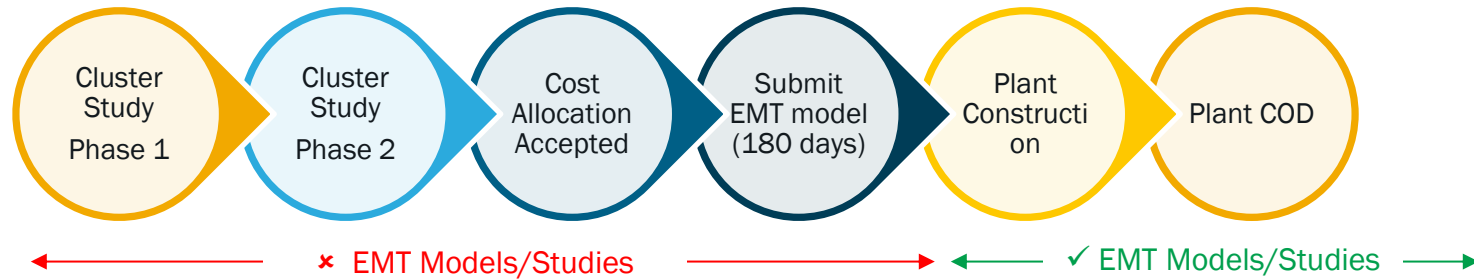 Cluster
Study
Phase 1
Cluster
Study
Phase 2
Cost
Allocation
Accepted
Submit
EMT model
(180 days)
Plant
Constructi
on
Plant COD
✘ EMT Models/Studies
✓ EMT Models/Studies